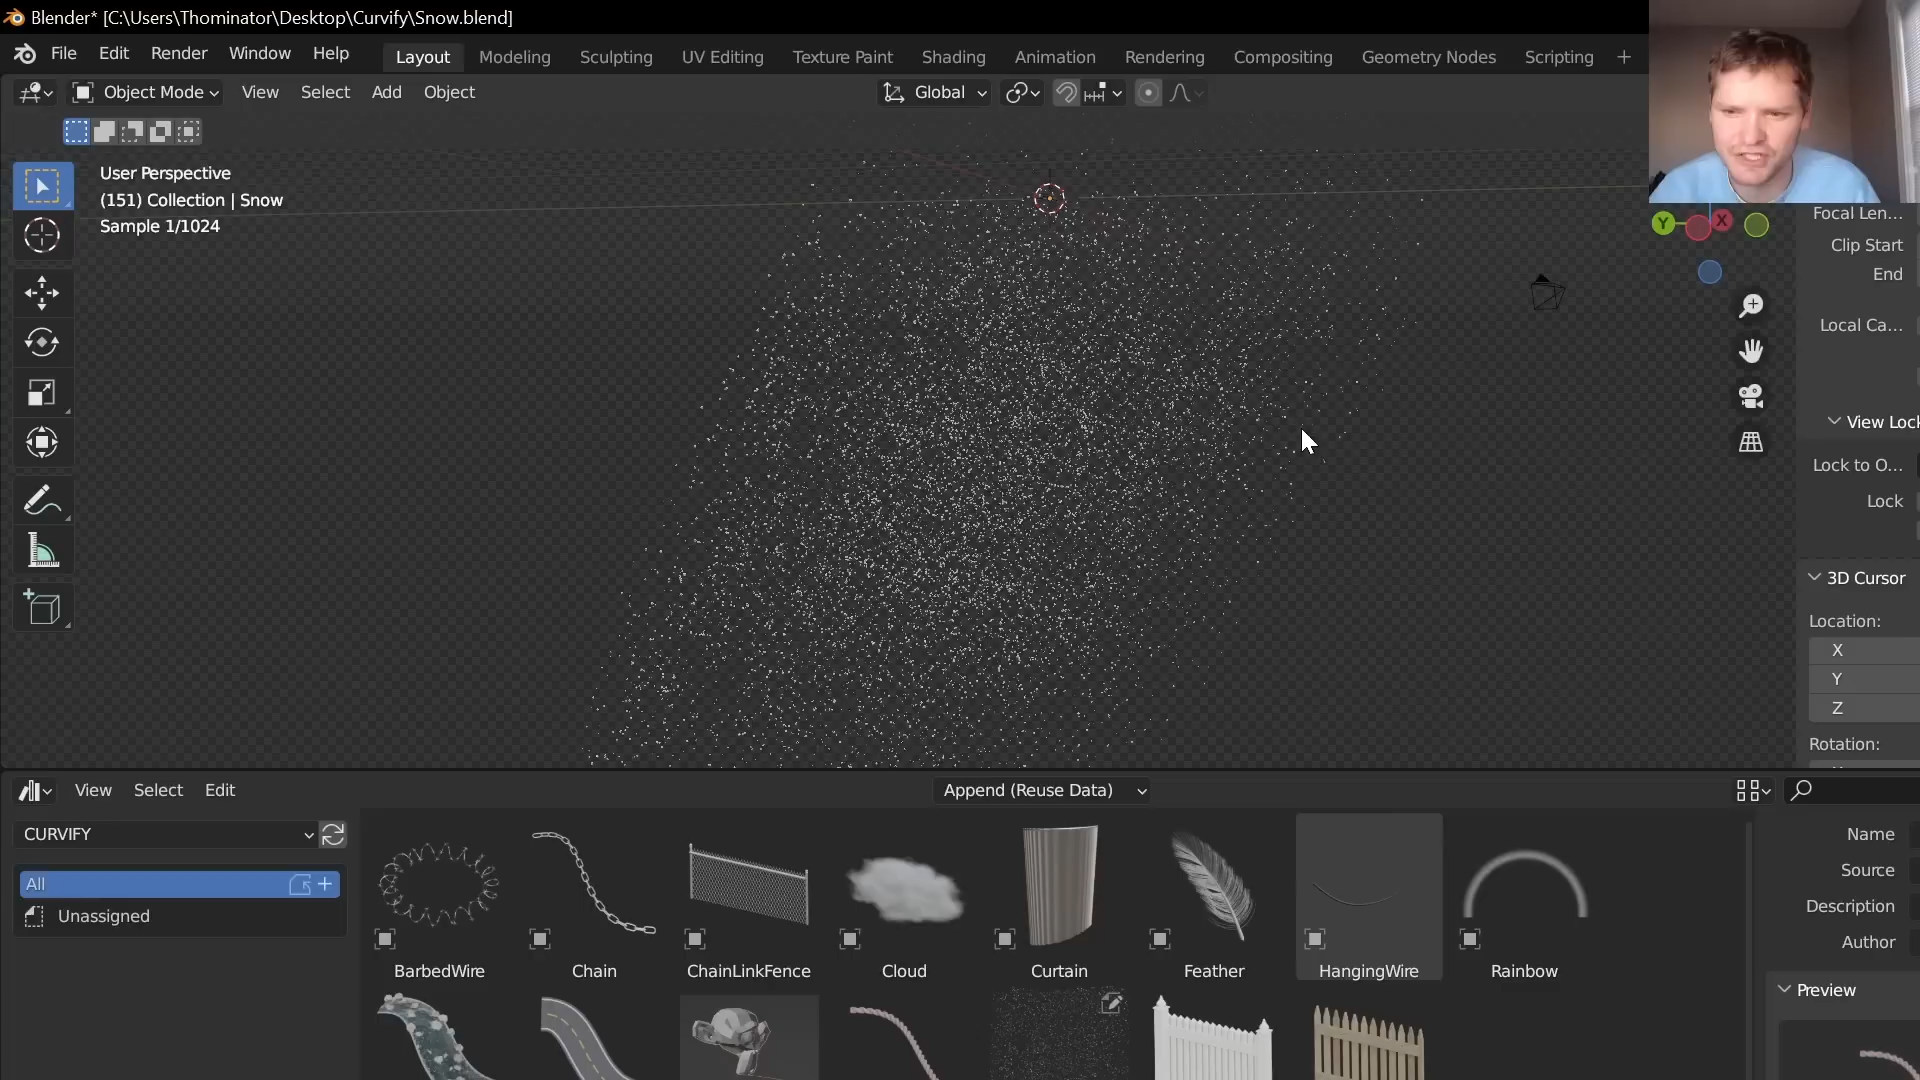 Blender* [C:\Users\Thominator\Desktop\Curvify\Snow.blend]
File Edit Render Window Help
Layout Modeling Sculpting UV Editing Texture Paint Shading Animation Rendering Compositing Geometry Nodes Scripting +
Object Mode View Select Add Object Global
User Perspective
(151) Collection | Snow
Sample 1/1024
Y X
Focal Len...
Clip Start
End
Local Ca...
View Lock
Lock to O...
Lock
3D Cursor
Location:
X
Y
Z
Rotation:
View Select Edit Append (Reuse Data)
CURVIFY
All
Unassigned
BarbedWire Chain ChainLinkFence Cloud Curtain Feather HangingWire Rainbow
Name
Source
Description
Author
Preview